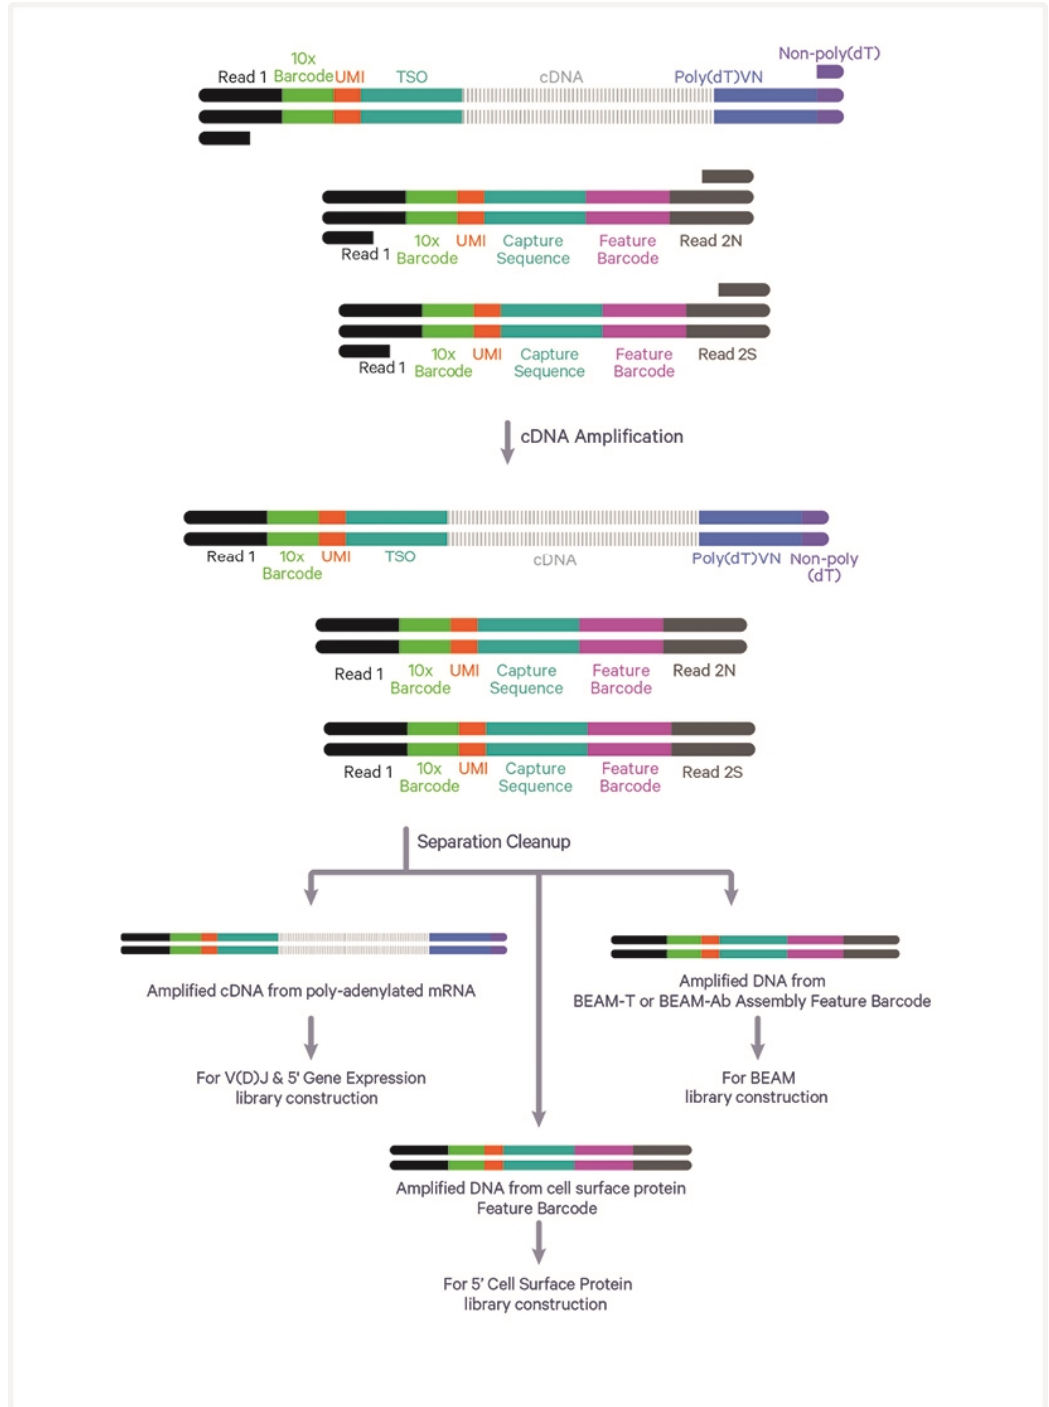 Non-poly(dT)
10x
Read 1 Barcode UMI TSO cDNA Poly(dT)VN
10x UMI Capture Feature Read 2N
Read 1 Barcode Sequence Barcode
10x UMI Capture Feature Read 2S
Read 1 Barcode Sequence Barcode
cDNA Amplification
Read 1 10x UMI TSO cDNA Poly(dT)VN Non-poly
Barcode (dT)
Read 1 10x UMI Capture Feature Read 2N
Barcode Sequence Barcode
Read 1 10x UMI Capture Feature Read 2S
Barcode Sequence Barcode
Separation Cleanup
Amplified cDNA from poly-adenylated mRNA
For V(D)J & 5' Gene Expression
library construction
Amplified DNA from
BEAM-T or BEAM-Ab Assembly Feature Barcode
For BEAM
library construction
Amplified DNA from cell surface protein
Feature Barcode
For 5' Cell Surface Protein
library construction